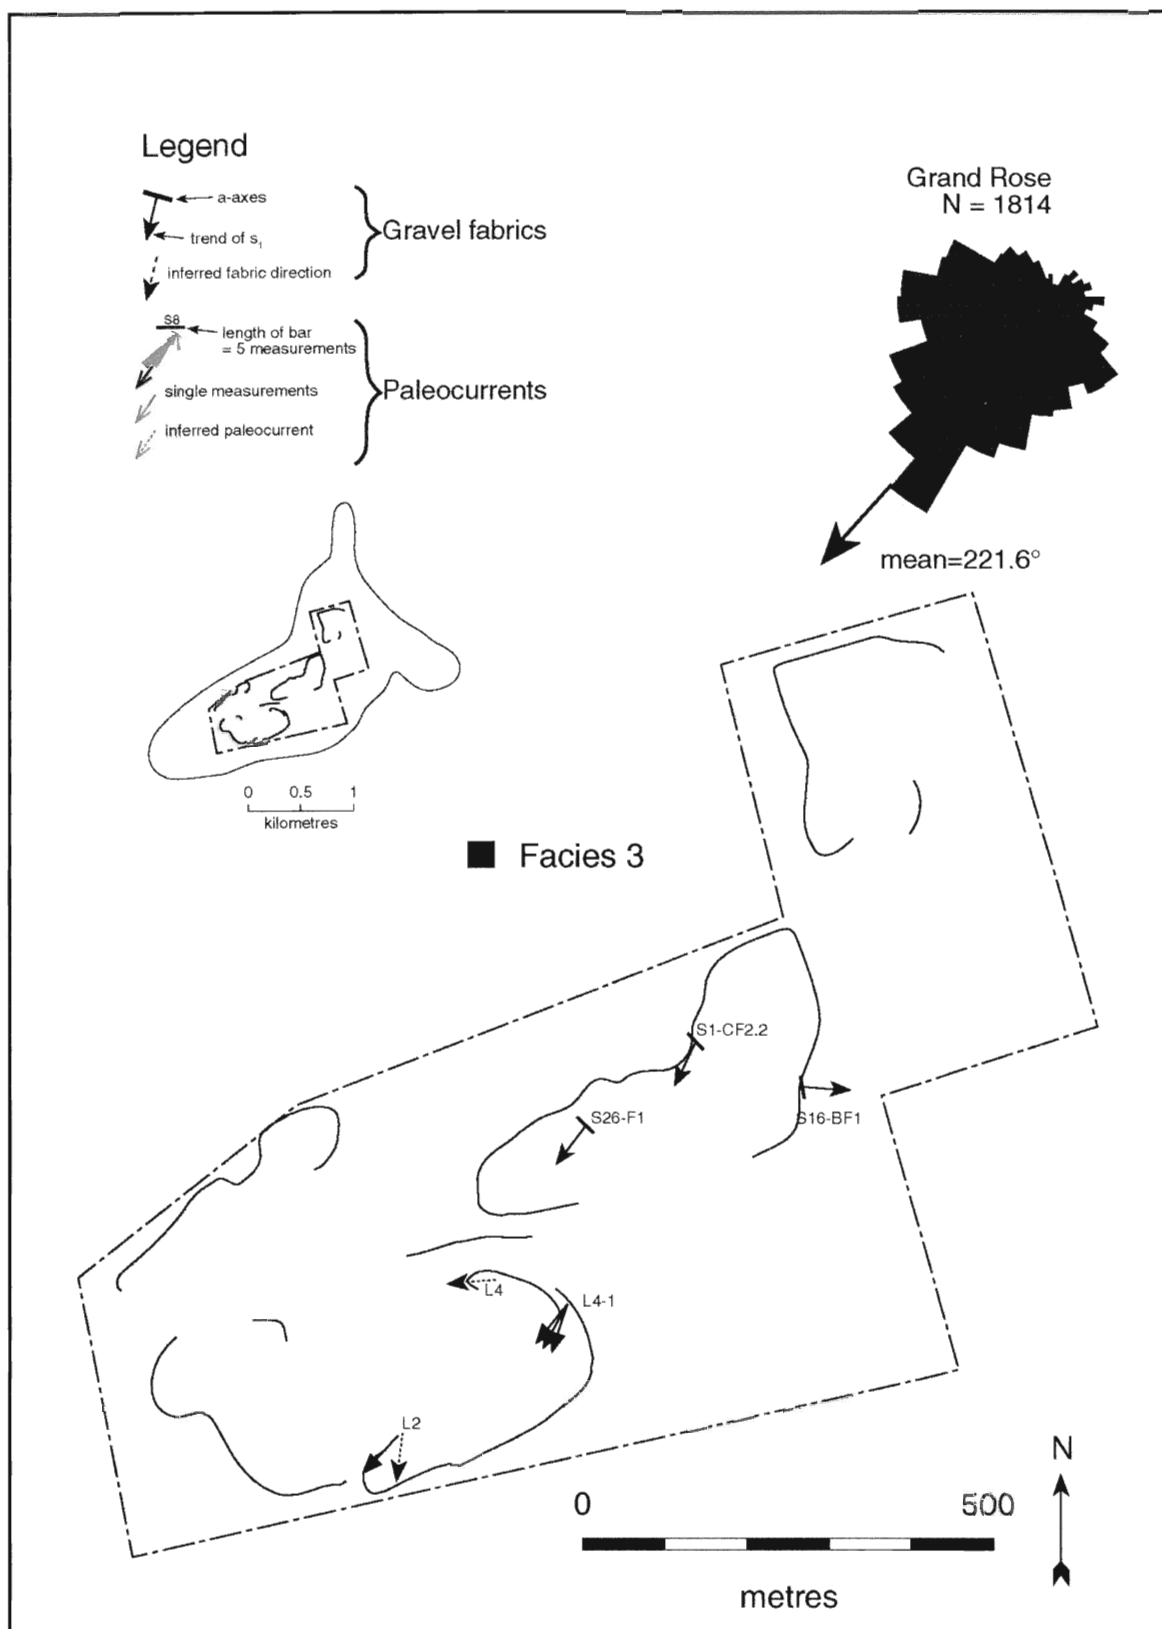 Legend
a-axes
trend of s₁
inferred fabric direction
Gravel fabrics
S8
length of bar
= 5 measurements
single measurements
inferred paleocurrent
Paleocurrents
Grand Rose
N = 1814
mean=221.6°
0 0.5 1
kilometres
Facies 3
S1-CF2.2
S26-F1
S16-BF1
L4
L4-1
L2
N
0 500
metres